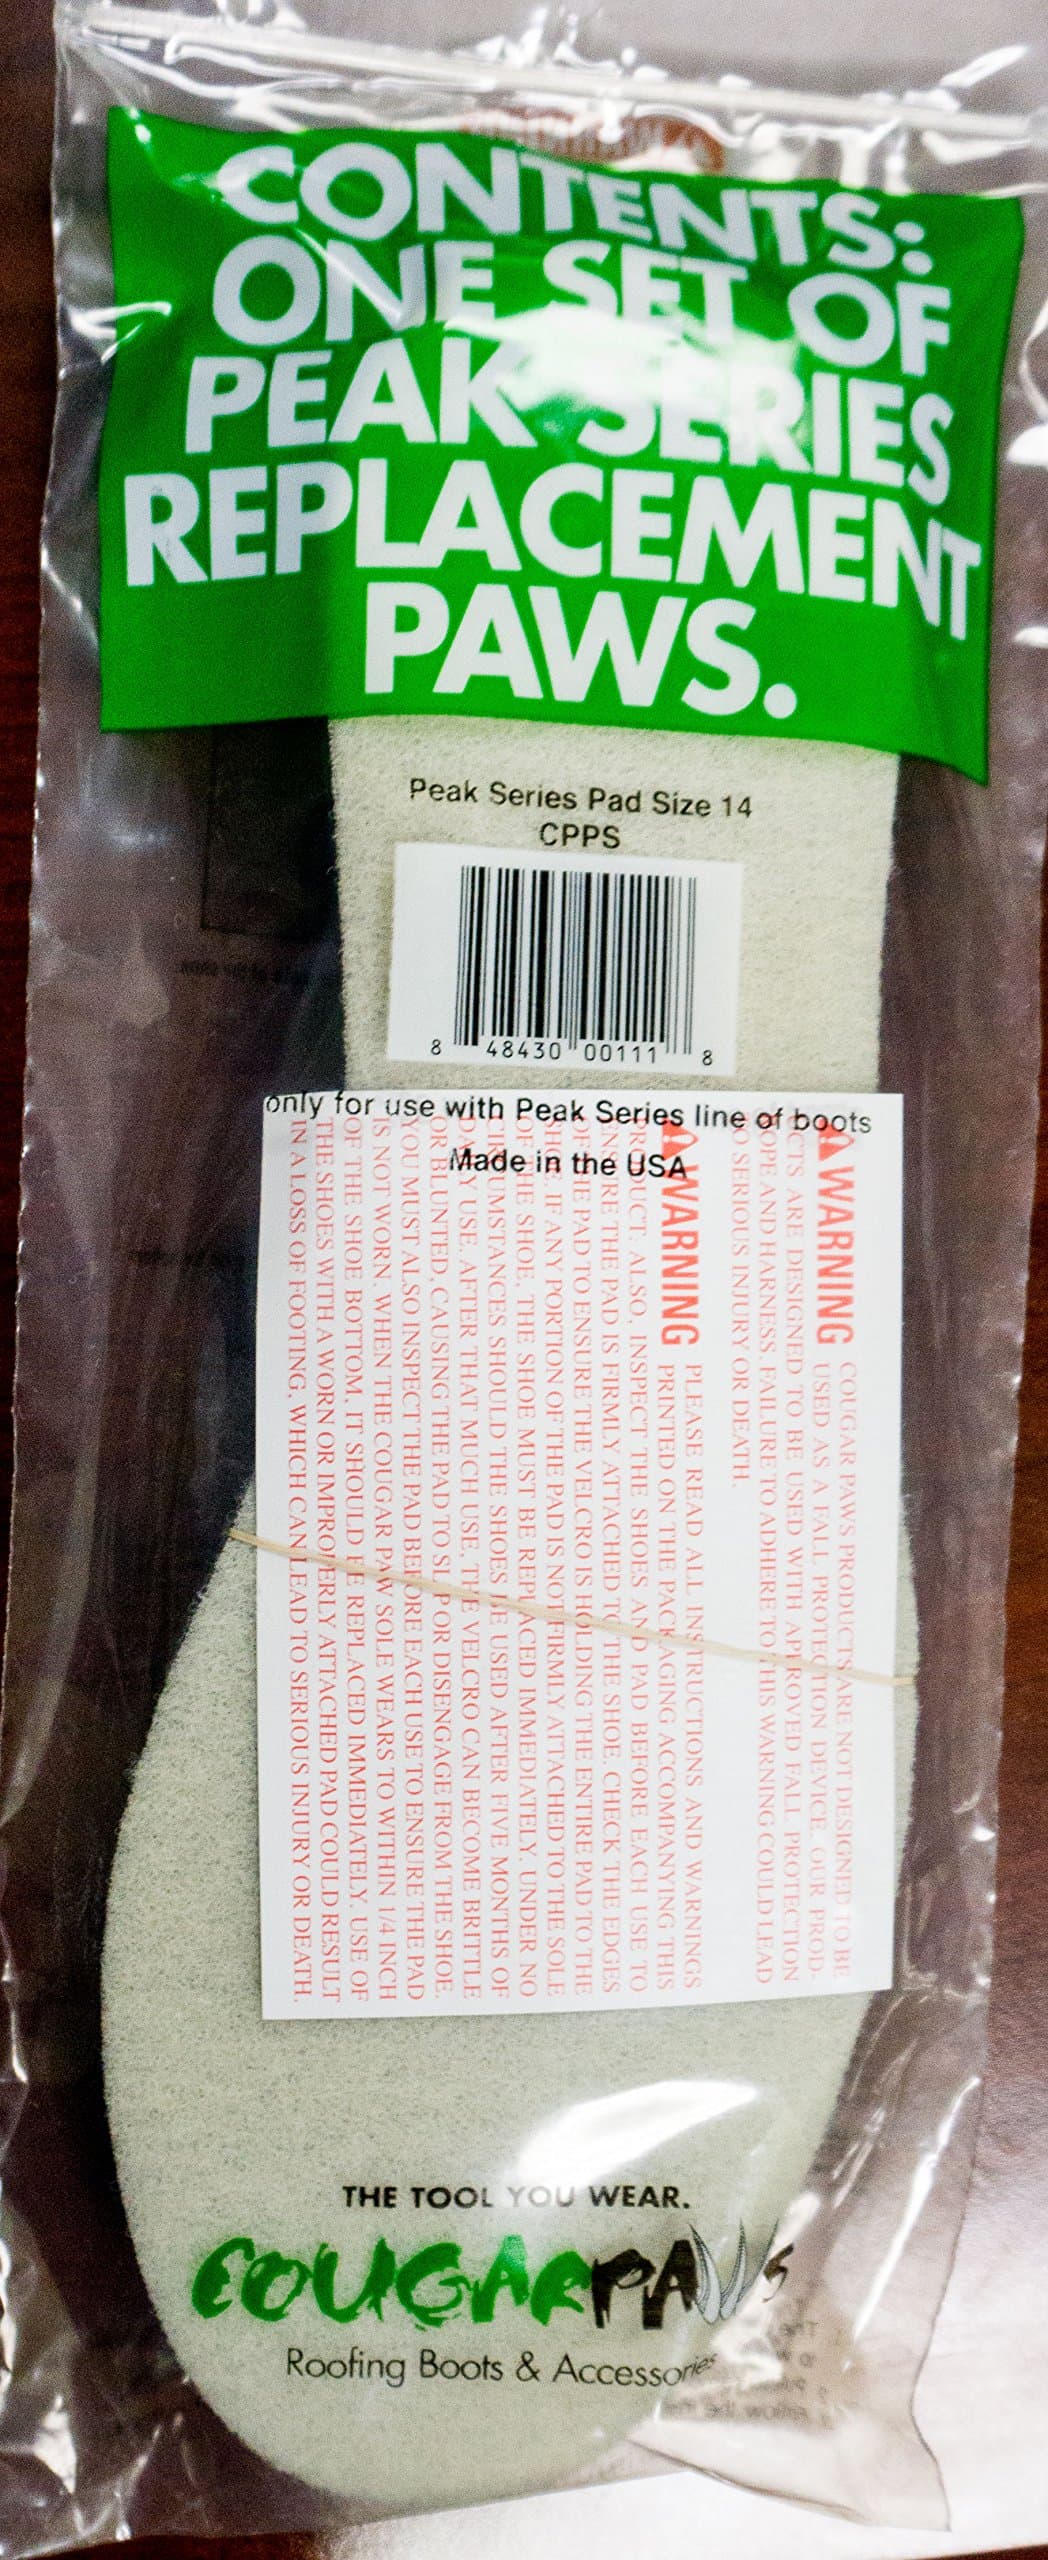 CONTENTS:
ONE SET OF
PEAK SERIES
REPLACEMENT
PAWS.
Peak Series Pad Size 14
CPPS
8 48430 00111 8
only for use with Peak Series line of boots
Made in the USA
WARNING COUGAR PAWS PRODUCTS ARE NOT DESIGNED TO BE
USED AS A FALL PROTECTION DEVICE. OUR PROD-
CTS ARE DESIGNED TO BE USED WITH APPROVED FALL PROTECTION
OPE AND HARNESS. FAILURE TO ADHERE TO THIS WARNING COULD LEAD
O SERIOUS INJURY OR DEATH.
WARNING PLEASE READ ALL INSTRUCTIONS AND WARNINGS
PRINTED ON THE PACKAGING ACCOMPANYING THIS
PRODUCT. ALSO, INSPECT THE SHOES AND PAD BEFORE EACH USE TO
ENSURE THE PAD IS FIRMLY ATTACHED TO THE SHOE. CHECK THE EDGES
OF THE PAD TO ENSURE THE VELCRO IS HOLDING THE ENTIRE PAD TO THE
SHOE. IF ANY PORTION OF THE PAD IS NOT FIRMLY ATTACHED TO THE SOLE
OF THE SHOE, THE SHOE MUST BE REPLACED IMMEDIATELY. UNDER NO
CIRCUMSTANCES SHOULD THE SHOES BE USED AFTER FIVE MONTHS OF
DAILY USE. AFTER THAT MUCH USE, THE VELCRO CAN BECOME BRITTLE
OR BLUNTED, CAUSING THE PAD TO SLIP OR DISENGAGE FROM THE SHOE.
YOU MUST ALSO INSPECT THE PAD BEFORE EACH USE TO ENSURE THE PAD
IS NOT WORN. WHEN THE COUGAR PAW SOLE WEARS TO WITHIN 1/4 INCH
OF THE SHOE BOTTOM, IT SHOULD BE REPLACED IMMEDIATELY. USE OF
THE SHOES WITH A WORN OR IMPROPERLY ATTACHED PAD COULD RESULT
IN A LOSS OF FOOTING, WHICH CAN LEAD TO SERIOUS INJURY OR DEATH.
THE TOOL YOU WEAR.
COUGARPAWS
Roofing Boots & Accessories